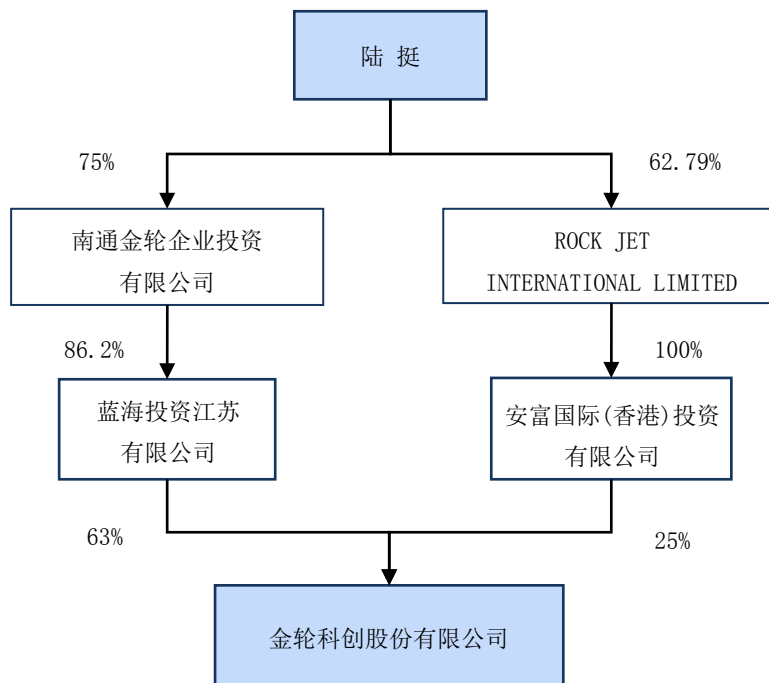 陆 挺
75%
62.79%
南通金轮企业投资
有限公司
ROCK JET
INTERNATIONAL LIMITED
86.2%
100%
蓝海投资江苏
有限公司
安富国际(香港)投资
有限公司
63%
25%
金轮科创股份有限公司